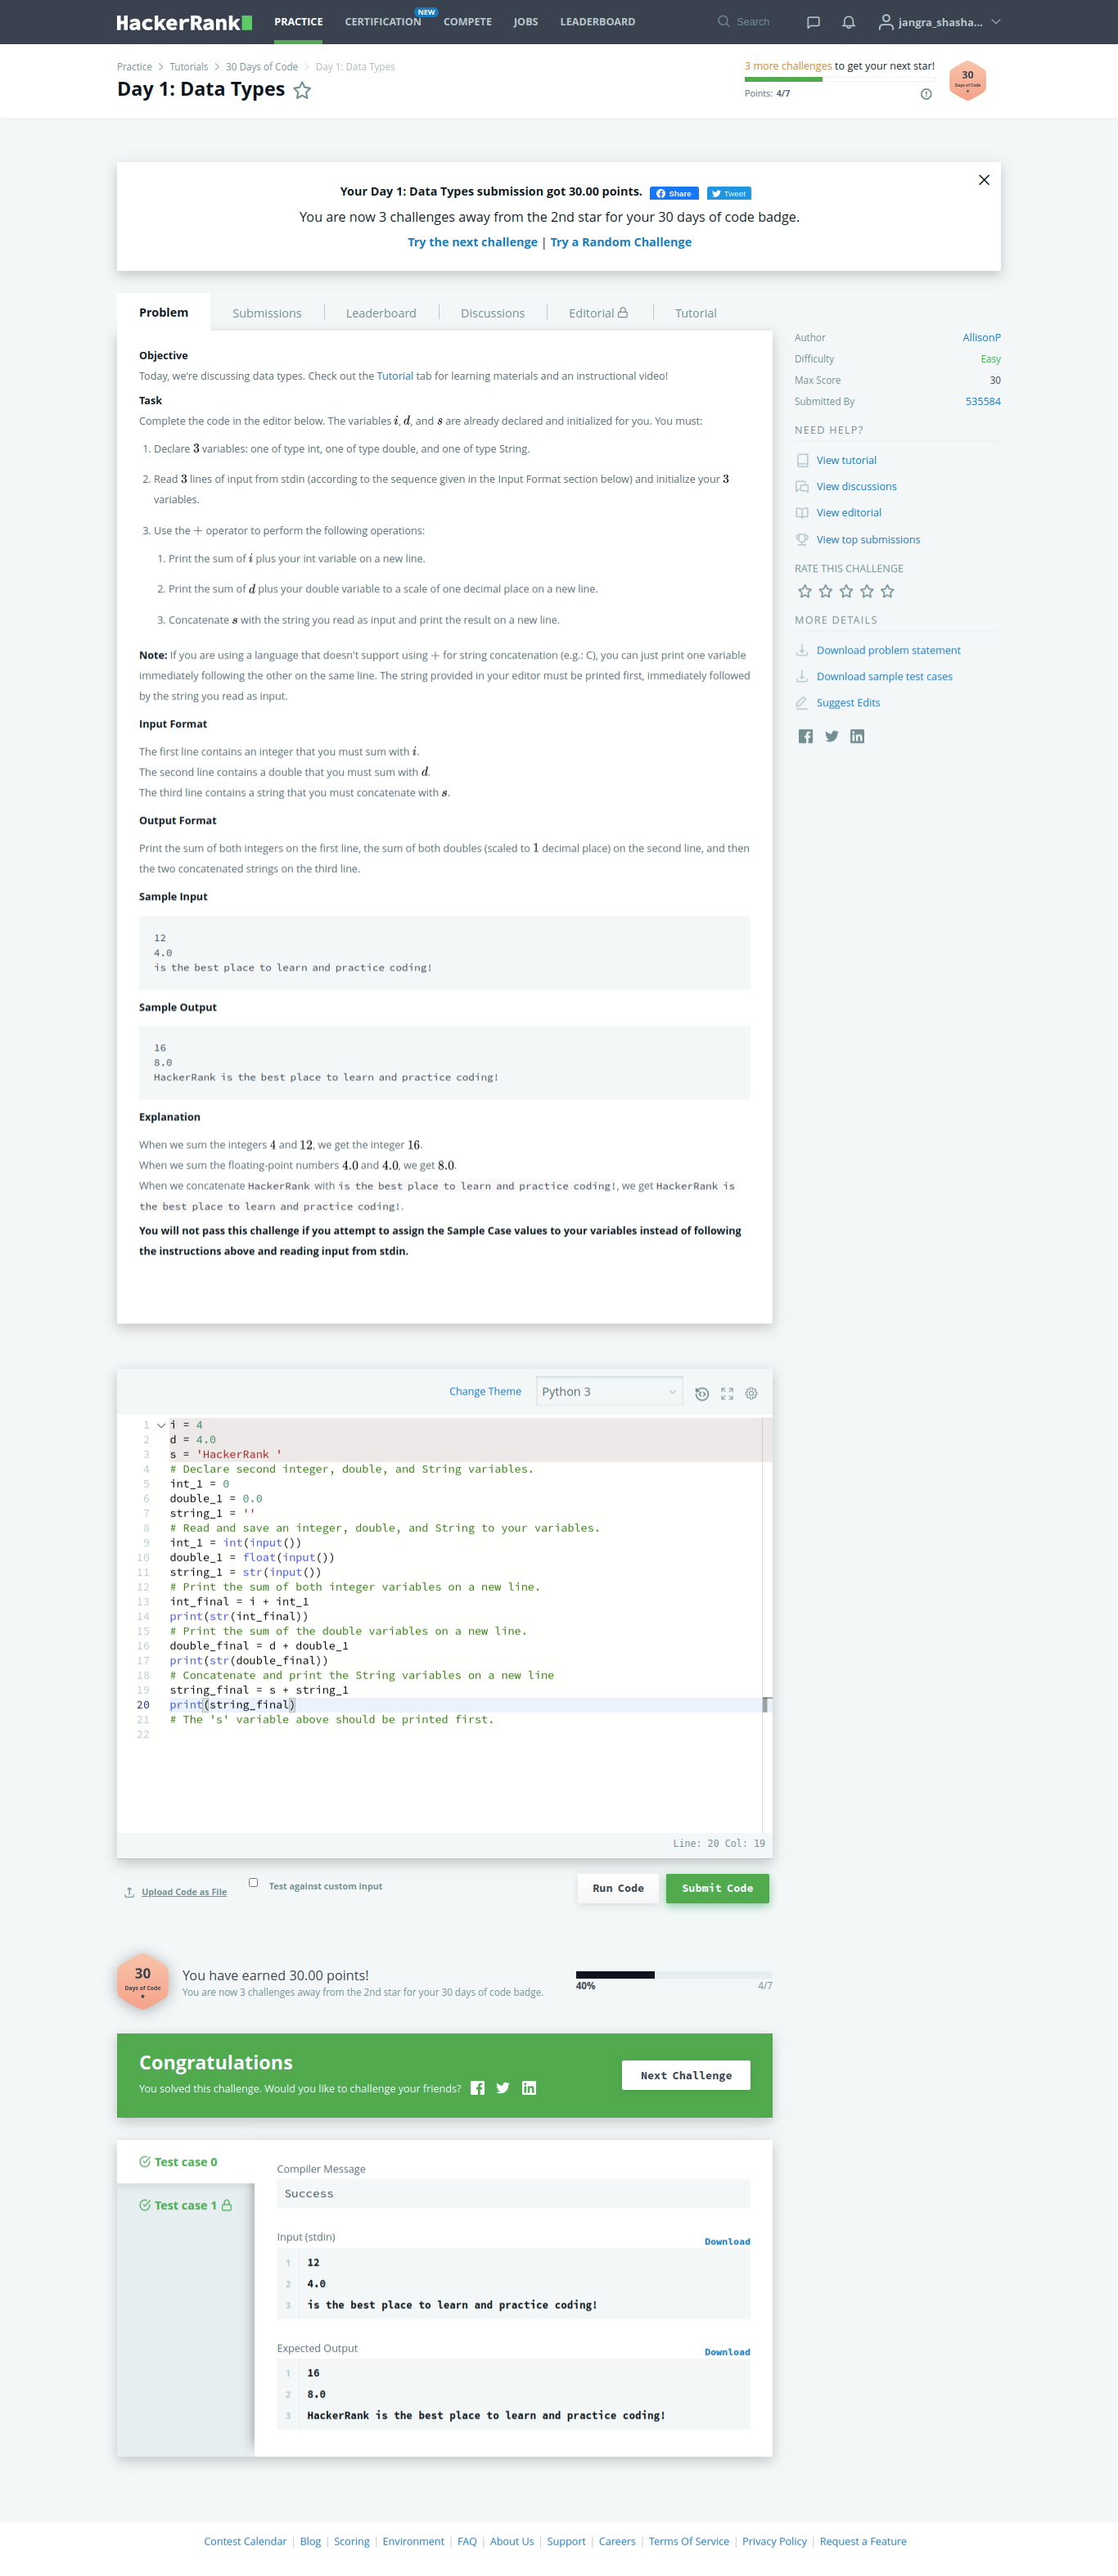 HackerRank PRACTICE CERTIFICATION NEW COMPETE JOBS LEADERBOARD Search jangra_shasha...
Practice > Tutorials > 30 Days of Code > Day 1: Data Types
Day 1: Data Types
3 more challenges to get your next star!
Points: 4/7
30
Days of Code
Your Day 1: Data Types submission got 30.00 points. Share Tweet
You are now 3 challenges away from the 2nd star for your 30 days of code badge.
Try the next challenge | Try a Random Challenge
Problem Submissions Leaderboard Discussions Editorial Tutorial
Objective
Today, we're discussing data types. Check out the Tutorial tab for learning materials and an instructional video!
Task
Complete the code in the editor below. The variables i, d, and s are already declared and initialized for you. You must:
1. Declare 3 variables: one of type int, one of type double, and one of type String.
2. Read 3 lines of input from stdin (according to the sequence given in the Input Format section below) and initialize your 3
variables.
3. Use the + operator to perform the following operations:
1. Print the sum of i plus your int variable on a new line.
2. Print the sum of d plus your double variable to a scale of one decimal place on a new line.
3. Concatenate s with the string you read as input and print the result on a new line.
Note: If you are using a language that doesn't support using + for string concatenation (e.g.: C), you can just print one variable
immediately following the other on the same line. The string provided in your editor must be printed first, immediately followed
by the string you read as input.
Input Format
The first line contains an integer that you must sum with i.
The second line contains a double that you must sum with d.
The third line contains a string that you must concatenate with s.
Output Format
Print the sum of both integers on the first line, the sum of both doubles (scaled to 1 decimal place) on the second line, and then
the two concatenated strings on the third line.
Sample Input
12
4.0
is the best place to learn and practice coding!
Sample Output
16
8.0
HackerRank is the best place to learn and practice coding!
Explanation
When we sum the integers 4 and 12, we get the integer 16.
When we sum the floating-point numbers 4.0 and 4.0, we get 8.0.
When we concatenate HackerRank with is the best place to learn and practice coding!, we get HackerRank is
the best place to learn and practice coding!.
You will not pass this challenge if you attempt to assign the Sample Case values to your variables instead of following
the instructions above and reading input from stdin.
Author AllisonP
Difficulty Easy
Max Score 30
Submitted By 535584
NEED HELP?
View tutorial
View discussions
View editorial
View top submissions
RATE THIS CHALLENGE
MORE DETAILS
Download problem statement
Download sample test cases
Suggest Edits
Change Theme Python 3
1 i = 4
2 d = 4.0
3 s = 'HackerRank '
4 # Declare second integer, double, and String variables.
5 int_1 = 0
6 double_1 = 0.0
7 string_1 = ''
8 # Read and save an integer, double, and String to your variables.
9 int_1 = int(input())
10 double_1 = float(input())
11 string_1 = str(input())
12 # Print the sum of both integer variables on a new line.
13 int_final = i + int_1
14 print(str(int_final))
15 # Print the sum of the double variables on a new line.
16 double_final = d + double_1
17 print(str(double_final))
18 # Concatenate and print the String variables on a new line
19 string_final = s + string_1
20 print(string_final)
21 # The 's' variable above should be printed first.
22
Line: 20 Col: 19
Upload Code as File Test against custom input Run Code Submit Code
30
Days of Code
You have earned 30.00 points!
You are now 3 challenges away from the 2nd star for your 30 days of code badge.
40% 4/7
Congratulations
You solved this challenge. Would you like to challenge your friends?
Next Challenge
Test case 0
Test case 1
Compiler Message
Success
Input (stdin) Download
1 12
2 4.0
3 is the best place to learn and practice coding!
Expected Output Download
1 16
2 8.0
3 HackerRank is the best place to learn and practice coding!
Contest Calendar | Blog | Scoring | Environment | FAQ | About Us | Support | Careers | Terms Of Service | Privacy Policy | Request a Feature